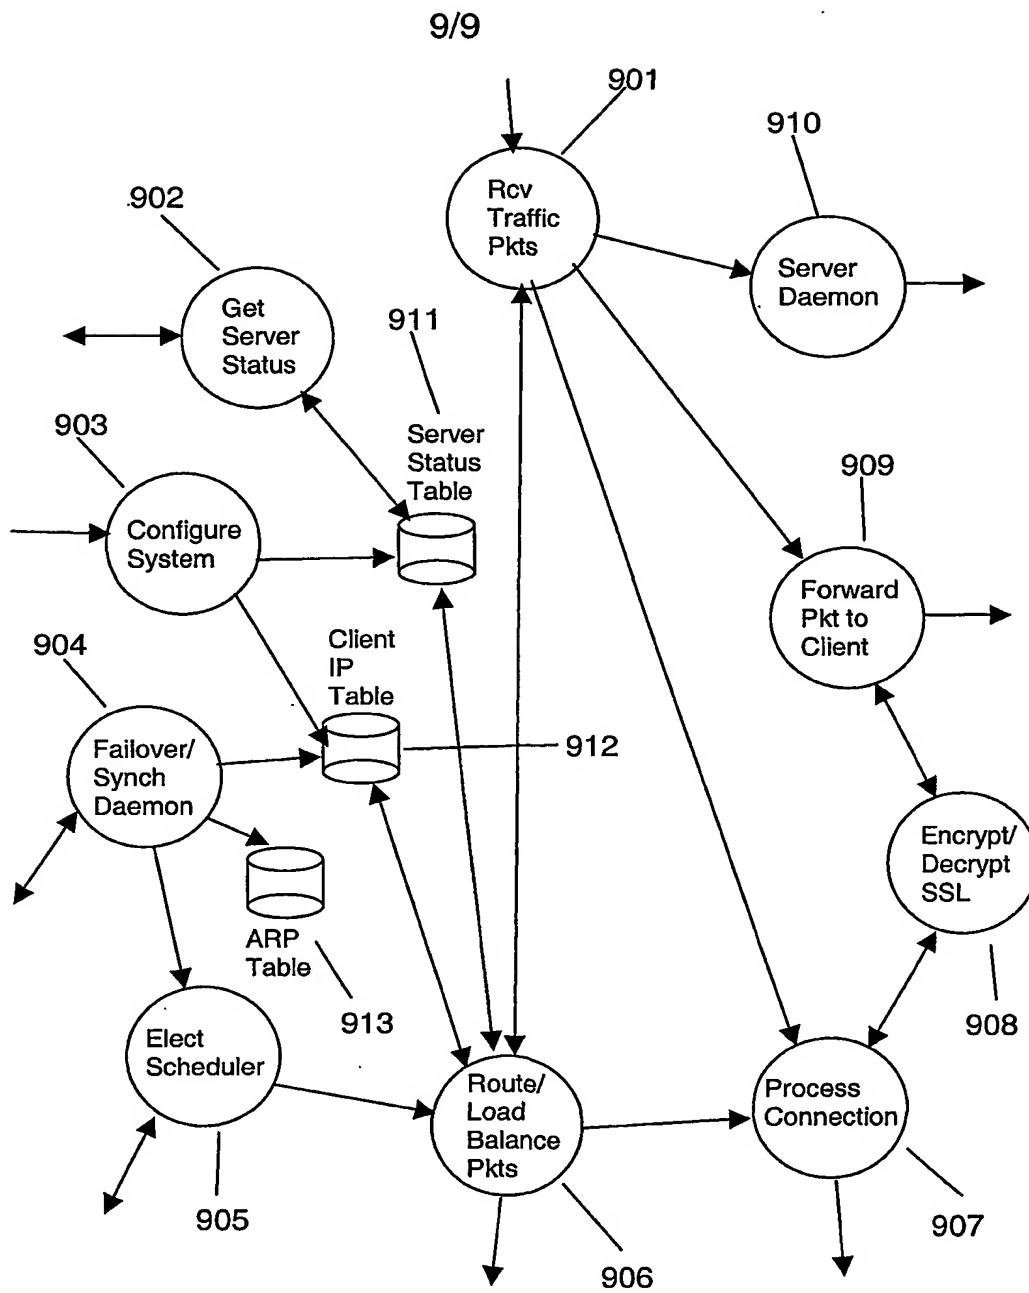 9/9
901
910
Rcv
Traffic
Pkts
902
Server
Daemon
Get
Server
Status
911
903
Server
Status
Table
909
Configure
System
Forward
Pkt to
Client
904
Client
IP
Table
912
Failover/
Synch
Daemon
Encrypt/
Decrypt
SSL
ARP
Table
913
908
Elect
Scheduler
Route/
Load
Balance
Pkts
Process
Connection
905
907
906